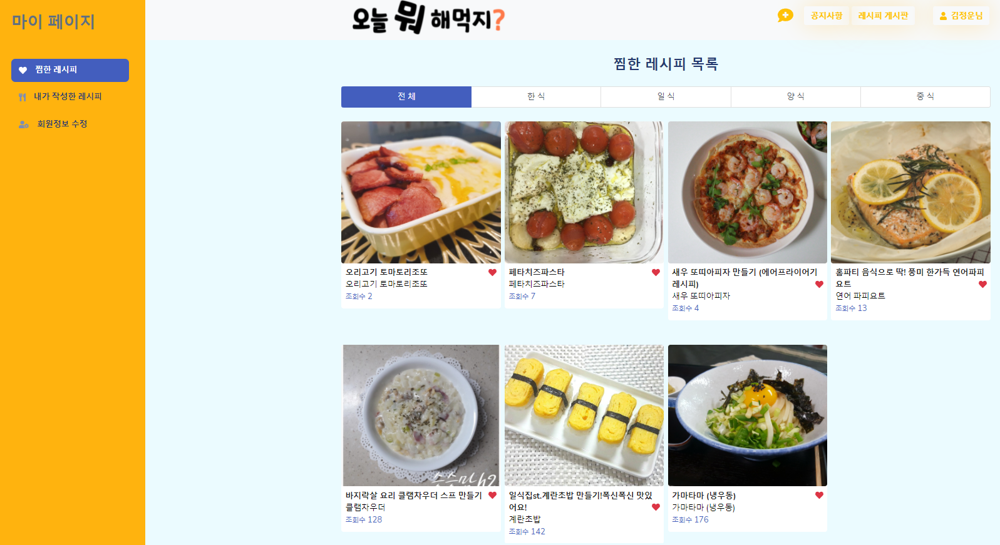 마이 페이지
오늘 뭐 해먹지?
공지사항
레시피 게시판
김정운님
찜한 레시피
내가 작성한 레시피
회원정보 수정
찜한 레시피 목록
전 체
한 식
일 식
양 식
중 식
오리고기 토마토리조또
오리고기 토마토리조또
조회수 2
페타치즈파스타
페타치즈파스타
조회수 7
새우 또띠아피자 만들기 (에어프라이어기
레시피)
새우 또띠아피자
조회수 4
홈파티 음식으로 딱! 풍미 한가득 연어파피
요트
연어 파피요트
조회수 13
바지락살 요리 클램차우더 스프 만들기
클램차우더
조회수 128
일식집st.계란초밥 만들기!폭신폭신 맛있
어요!
계란초밥
조회수 142
가마타마 (냉우동)
가마타마 (냉우동)
조회수 176